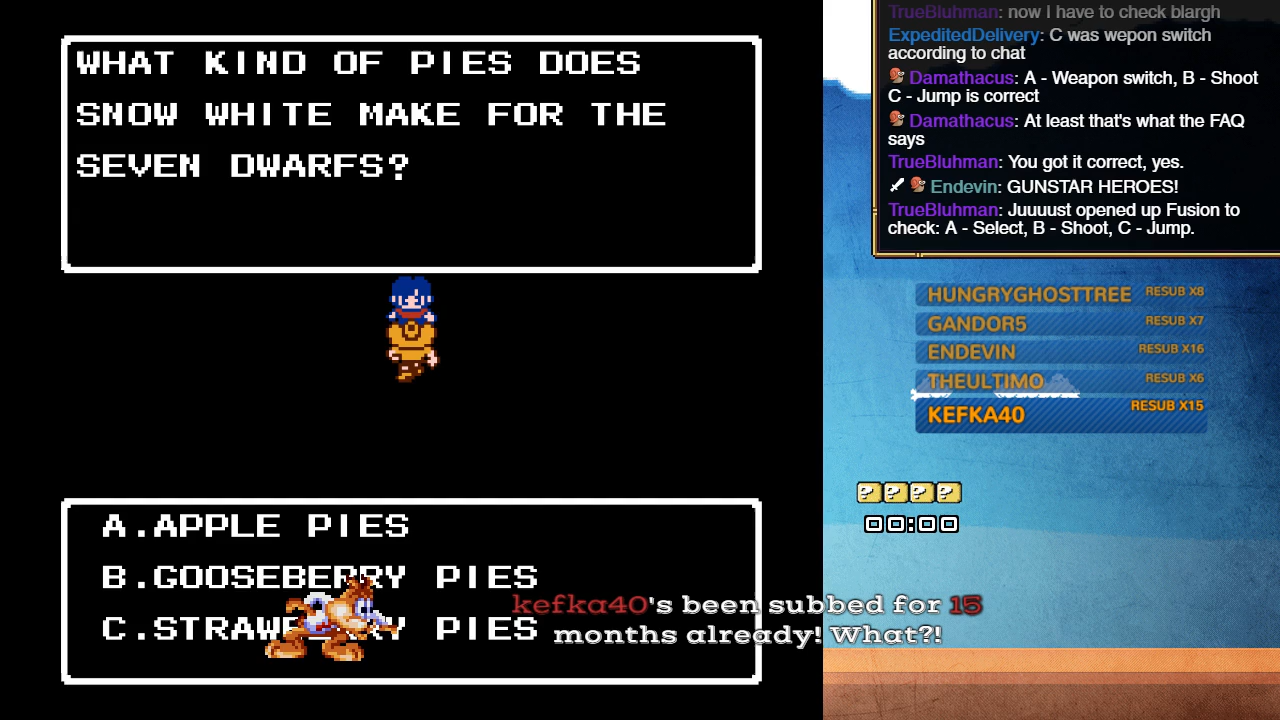 WHAT KIND OF PIES DOES
SNOW WHITE MAKE FOR THE
SEVEN DWARFS?
A.APPLE PIES
B.GOOSEBERRY PIES
C.STRAWBERRY PIES
kefka40's been subbed for 15
months already! What?!
TrueBluhman: now I have to check blargh
ExpeditedDelivery: C was wepon switch
according to chat
Damathacus: A - Weapon switch, B - Shoot
C - Jump is correct
Damathacus: At least that's what the FAQ
says
TrueBluhman: You got it correct, yes.
Endevin: GUNSTAR HEROES!
TrueBluhman: Juuuust opened up Fusion to
check: A - Select, B - Shoot, C - Jump.
HUNGRYGHOSTTREE RESUB X8
GANDOR5 RESUB X7
ENDEVIN RESUB X16
THEULTIMO RESUB X6
KEFKA40 RESUB X15
? ? ? ?
00:00